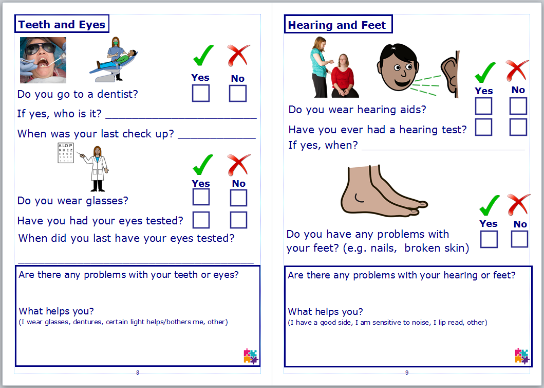 Teeth and Eyes
Yes
No
Do you go to a dentist?
If yes, who is it?
When was your last check up?
Yes
No
Do you wear glasses?
Have you had your eyes tested?
When did you last have your eyes tested?
Are there any problems with your teeth or eyes?
What helps you?
(I wear glasses, dentures, certain light helps/bothers me, other)
8
Hearing and Feet
Yes
No
Do you wear hearing aids?
Have you ever had a hearing test?
If yes, when?
Yes
No
Do you have any problems with
your feet? (e.g. nails, broken skin)
Are there any problems with your hearing or feet?
What helps you?
(I have a good side, I am sensitive to noise, I lip read, other)
9